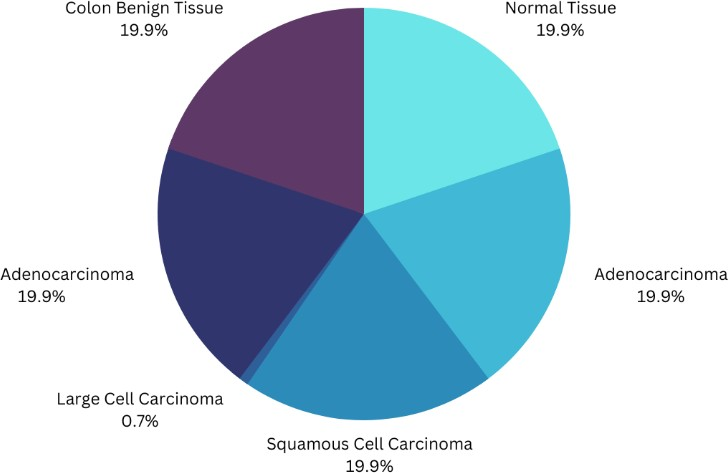 Colon Benign Tissue
19.9%
Normal Tissue
19.9%
Adenocarcinoma
19.9%
Adenocarcinoma
19.9%
Large Cell Carcinoma
0.7%
Squamous Cell Carcinoma
19.9%